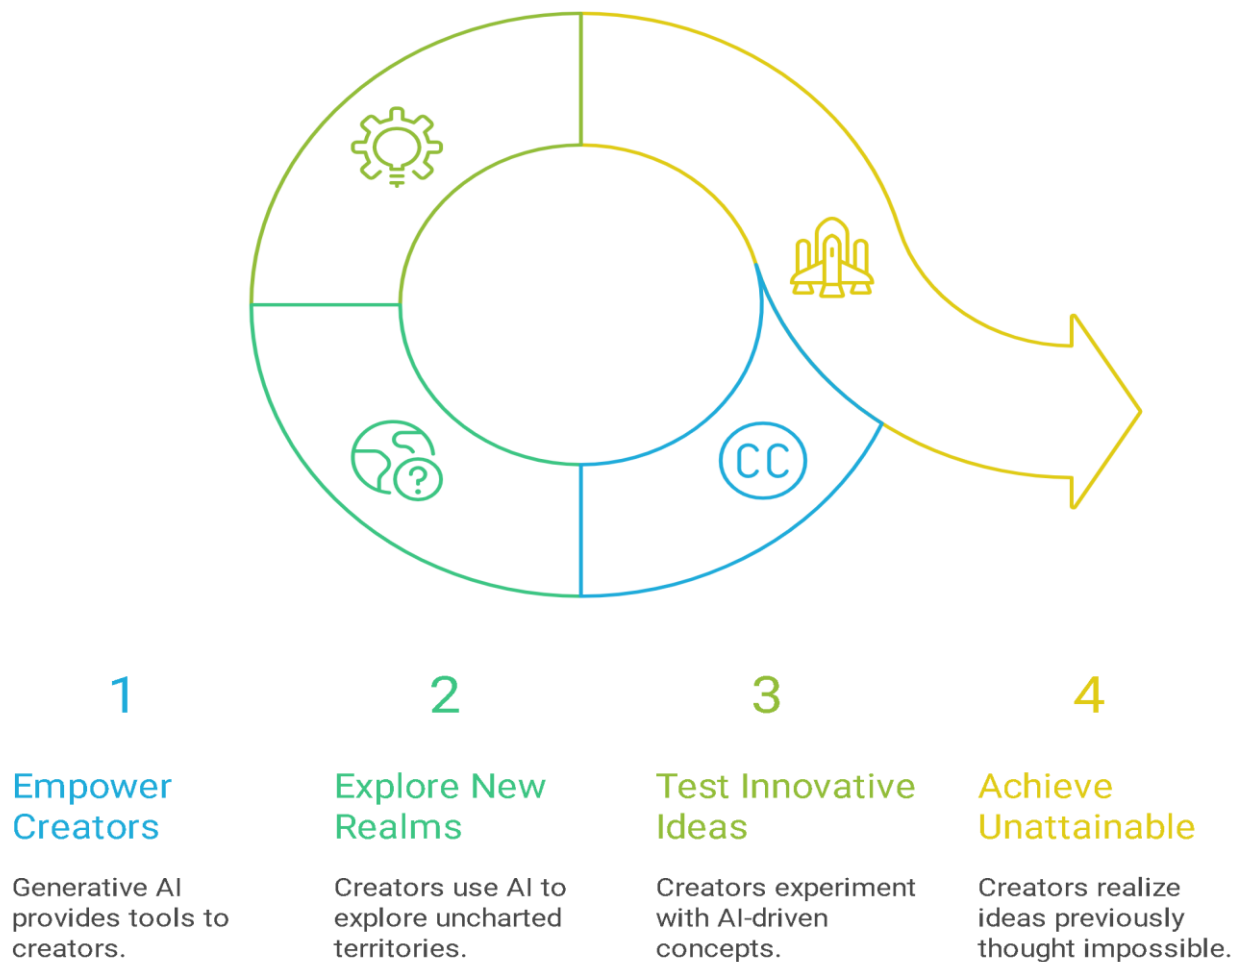 ?
CC
1
2
3
4
Empower
Creators
Generative AI
provides tools to
creators.
Explore New
Realms
Creators use AI to
explore uncharted
territories.
Test Innovative
Ideas
Creators experiment
with AI-driven
concepts.
Achieve
Unattainable
Creators realize
ideas previously
thought impossible.